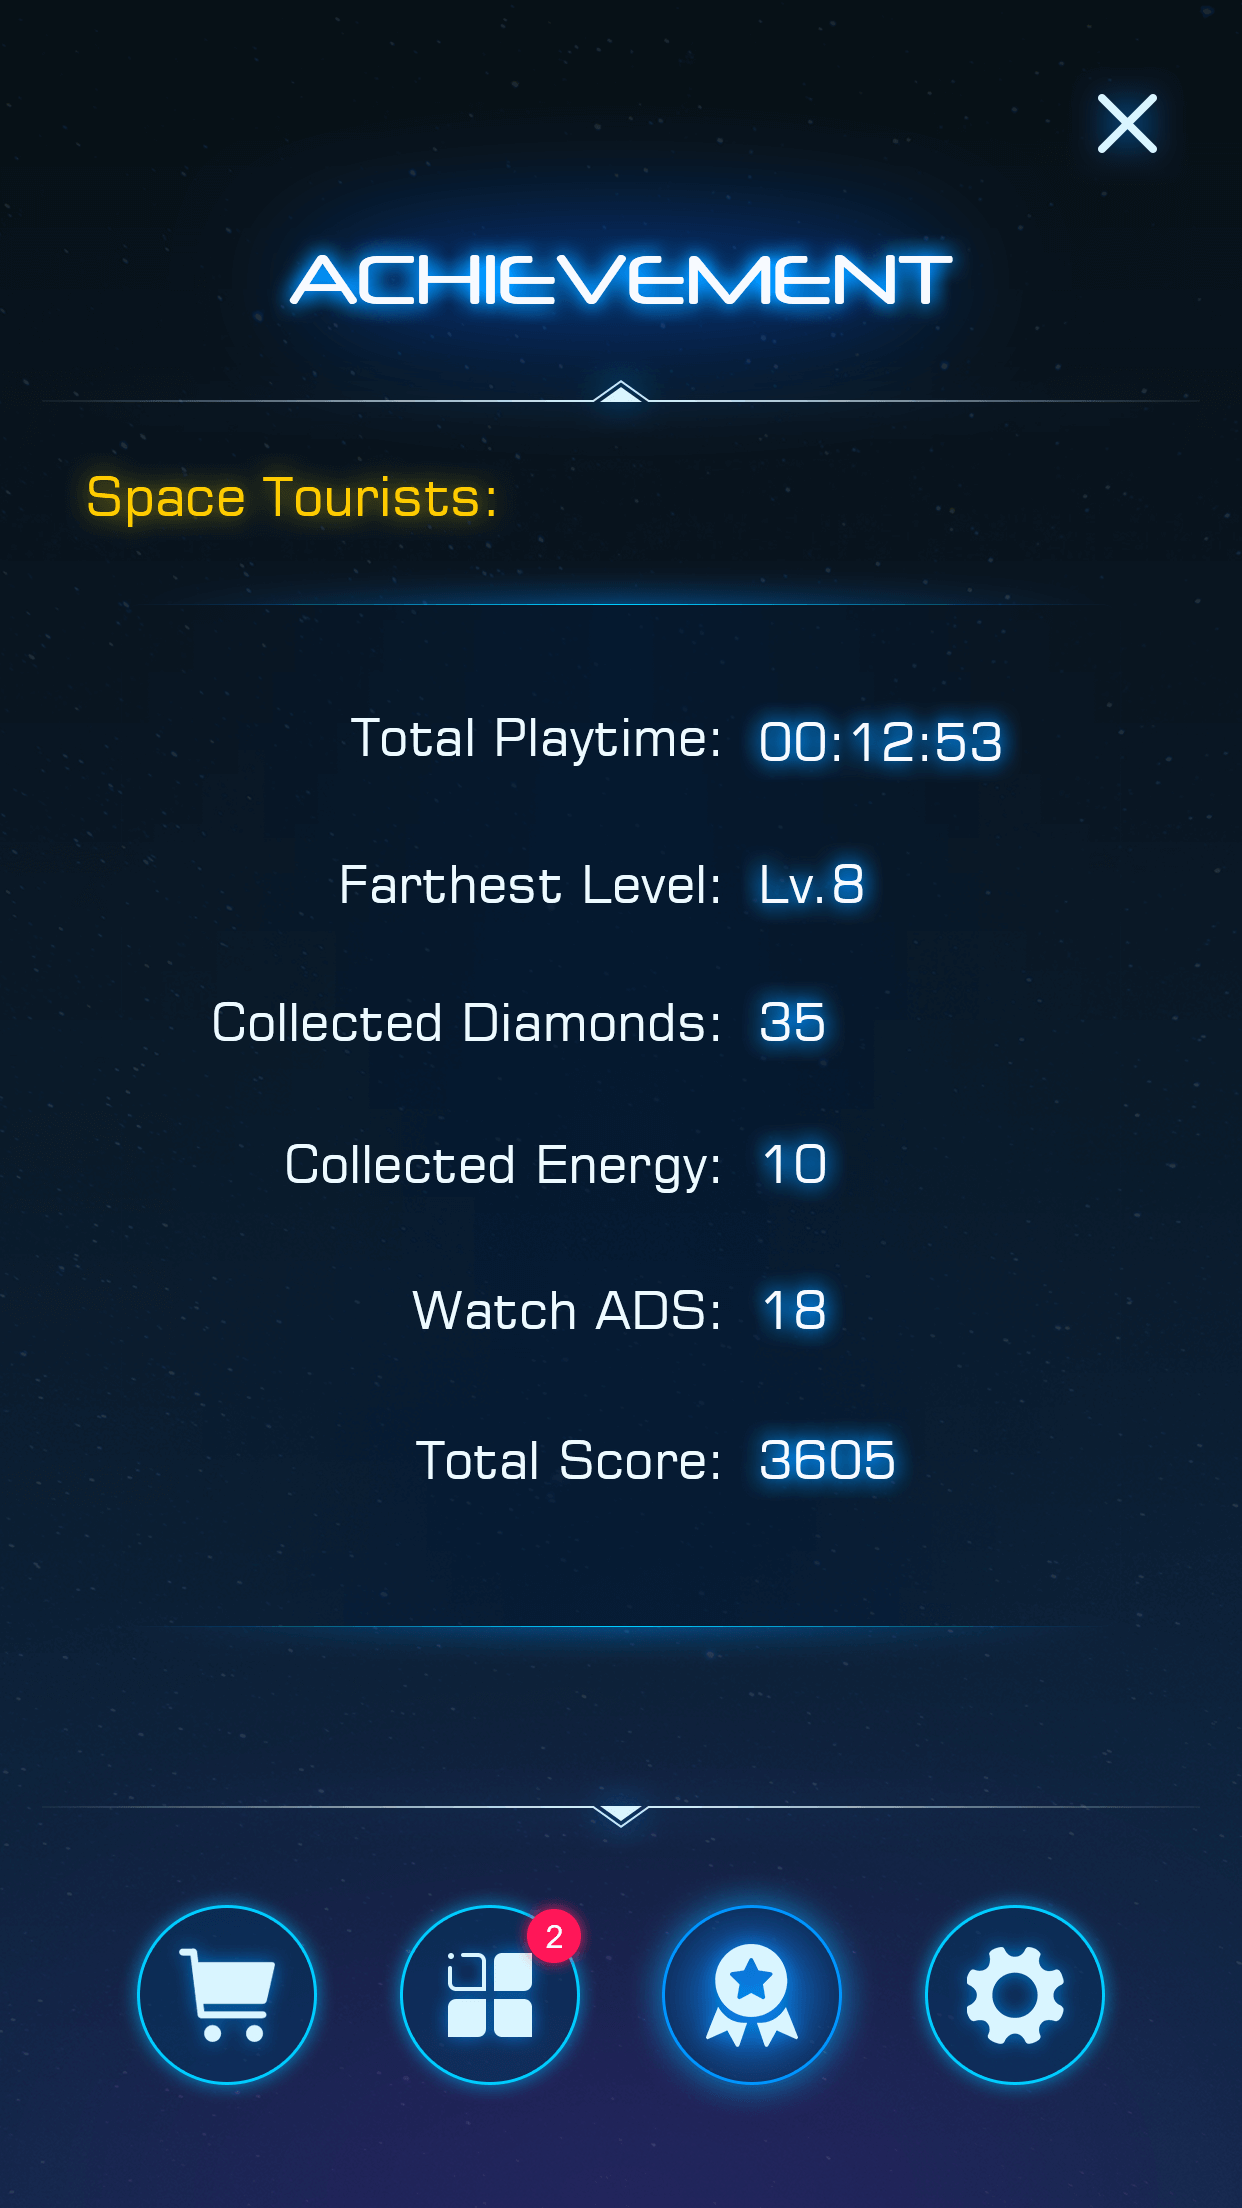 ACHIEVEMENT
Space Tourists:
Total Playtime: 00:12:53
Farthest Level: Lv.8
Collected Diamonds: 35
Collected Energy: 10
Watch ADS: 18
Total Score: 3605
2